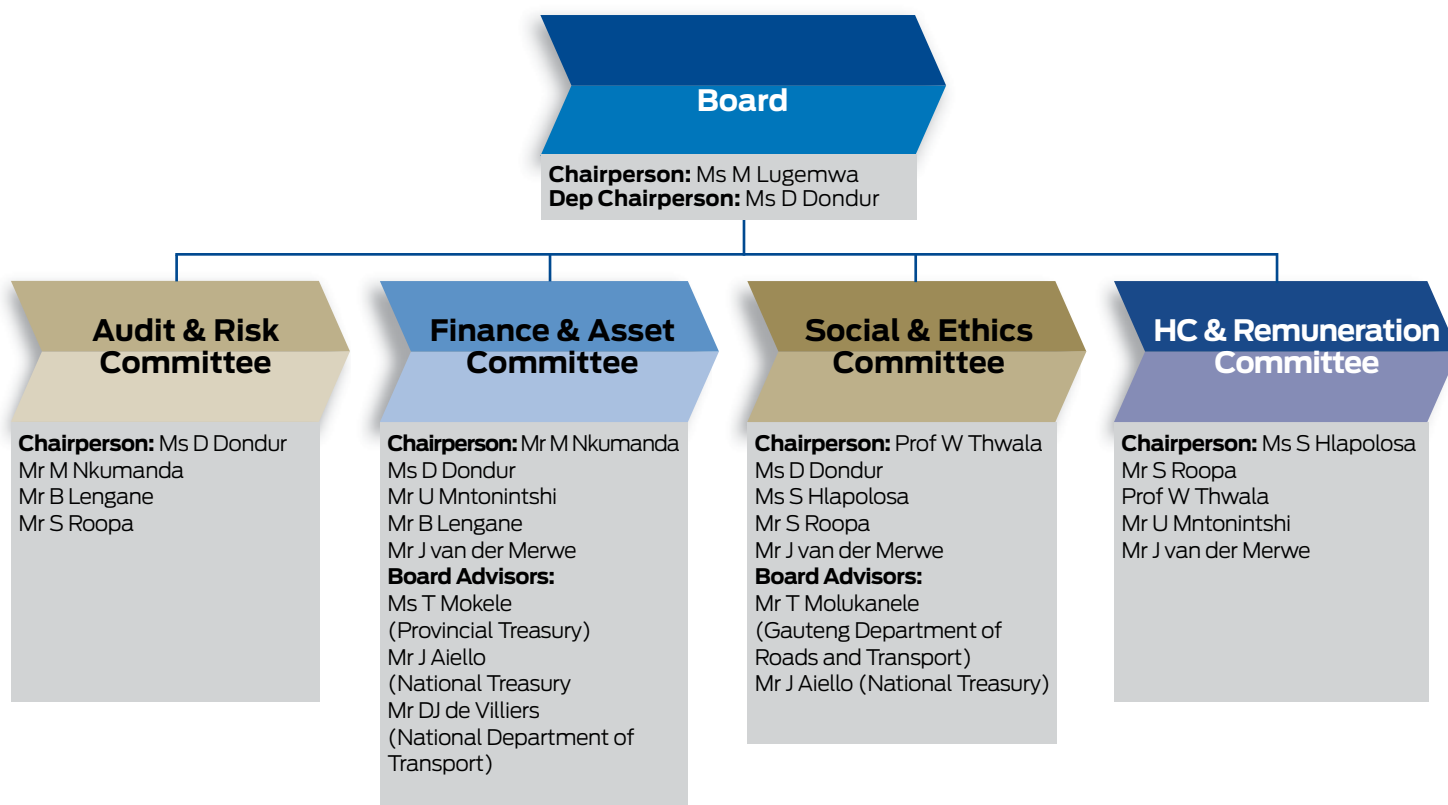 Board
Chairperson: Ms M Lugemwa
Dep Chairperson: Ms D Dondur
Audit & Risk
Committee
Chairperson: Ms D Dondur
Mr M Nkumanda
Mr B Lengane
Mr S Roopa
Finance & Asset
Committee
Chairperson: Mr M Nkumanda
Ms D Dondur
Mr U Mntonintshi
Mr B Lengane
Mr J van der Merwe
Board Advisors:
Ms T Mokele
(Provincial Treasury)
Mr J Aiello
(National Treasury
Mr DJ de Villiers
(National Department of
Transport)
Social & Ethics
Committee
Chairperson: Prof W Thwala
Ms D Dondur
Ms S Hlapolosa
Mr S Roopa
Mr J van der Merwe
Board Advisors:
Mr T Molukanele
(Gauteng Department of
Roads and Transport)
Mr J Aiello (National Treasury)
HC & Remuneration
Committee
Chairperson: Ms S Hlapolosa
Mr S Roopa
Prof W Thwala
Mr U Mntonintshi
Mr J van der Merwe